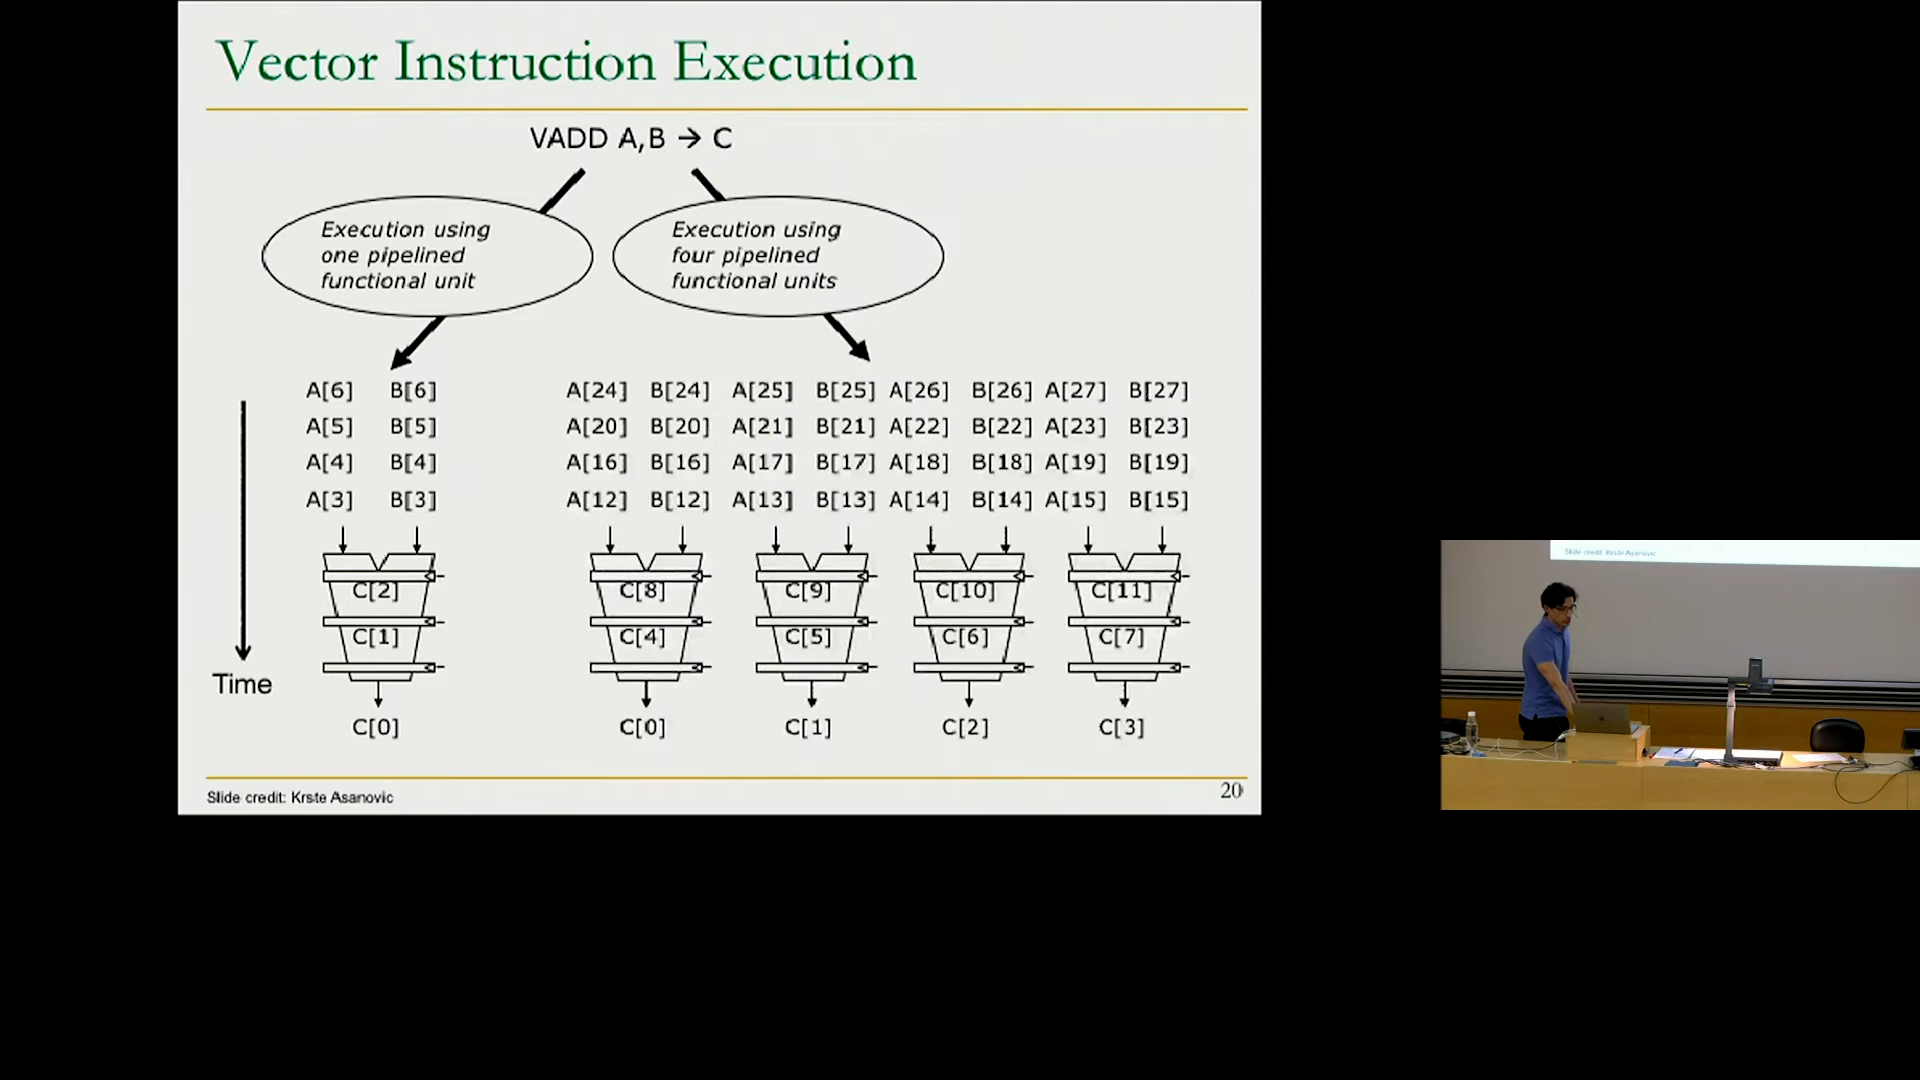 Vector Instruction Execution
VADD A,B → C
Execution using
one pipelined
functional unit
Execution using
four pipelined
functional units
A[6] B[6] A[24] B[24] A[25] B[25] A[26] B[26] A[27] B[27]
A[5] B[5] A[20] B[20] A[21] B[21] A[22] B[22] A[23] B[23]
A[4] B[4] A[16] B[16] A[17] B[17] A[18] B[18] A[19] B[19]
A[3] B[3] A[12] B[12] A[13] B[13] A[14] B[14] A[15] B[15]
C[2] C[8] C[9] C[10] C[11]
C[1] C[4] C[5] C[6] C[7]
Time
C[0] C[0] C[1] C[2] C[3]
Slide credit: Krste Asanovic
20
Slide credit: Krste Asanovic